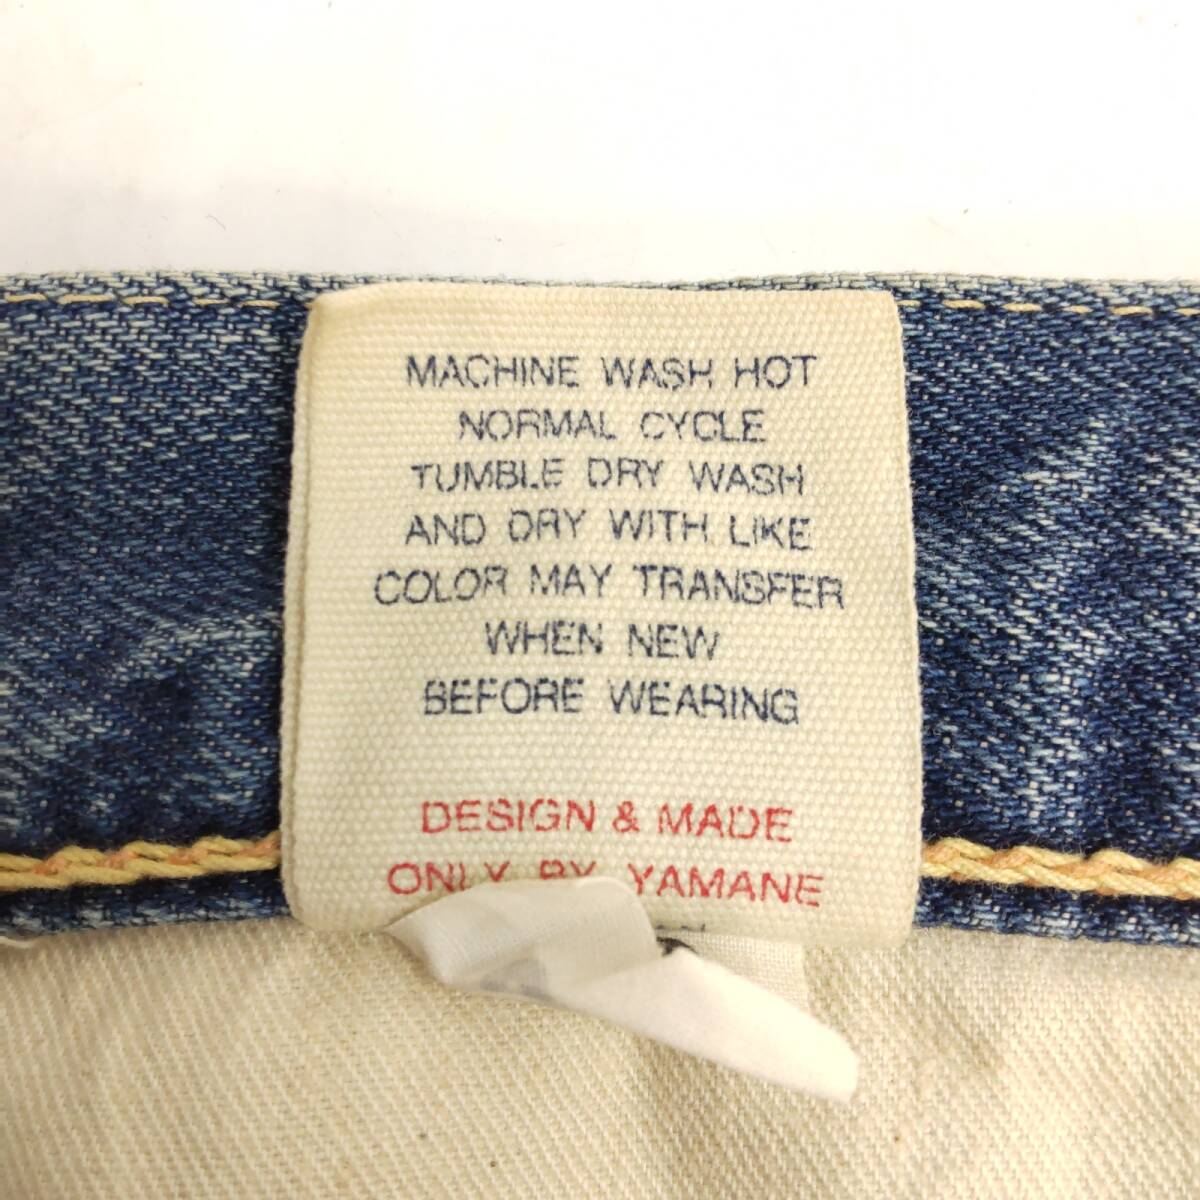 MACHINE WASH HOT
NORMAL CYCLE
TUMBLE DRY WASH
AND DRY WITH LIKE
COLOR MAY TRANSFER
WHEN NEW
BEFORE WEARING
DESIGN & MADE
ONLY BY YAMANE